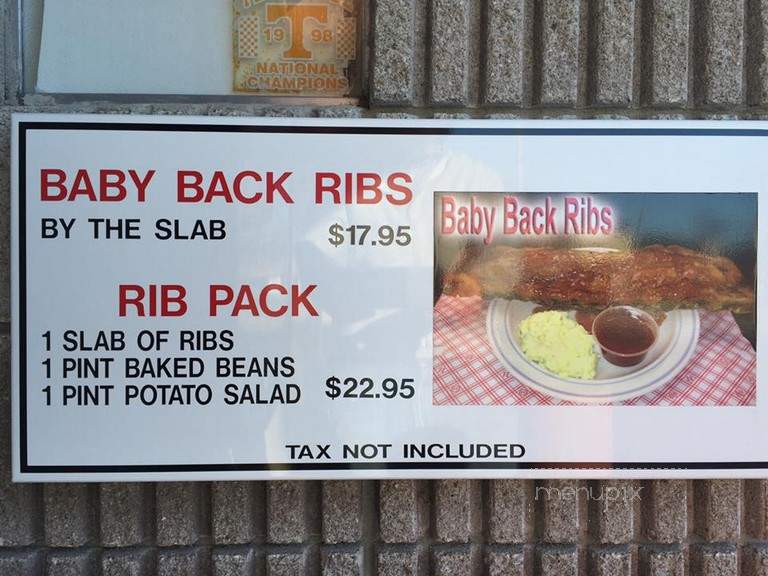 19 T 98
NATIONAL
CHAMPIONS
BABY BACK RIBS
BY THE SLAB $17.95
RIB PACK
1 SLAB OF RIBS
1 PINT BAKED BEANS
1 PINT POTATO SALAD $22.95
TAX NOT INCLUDED
Baby Back Ribs
menupix